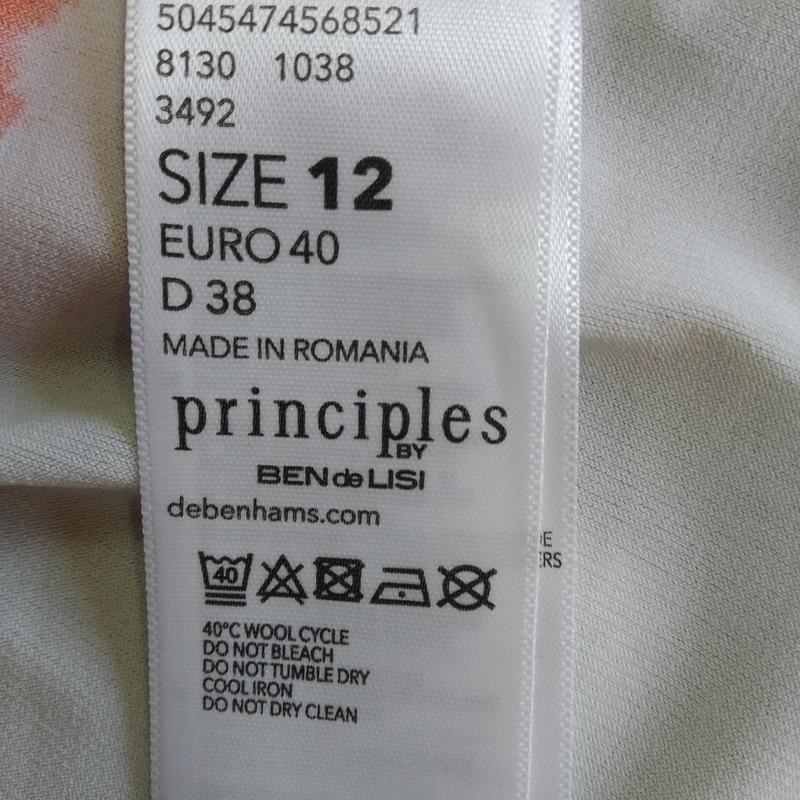 5045474568521
8130 1038
3492
SIZE 12
EURO 40
D 38
MADE IN ROMANIA
principles
BY
BEN de LISI
debenhams.com
40
40°C WOOL CYCLE
DO NOT BLEACH
DO NOT TUMBLE DRY
COOL IRON
DO NOT DRY CLEAN